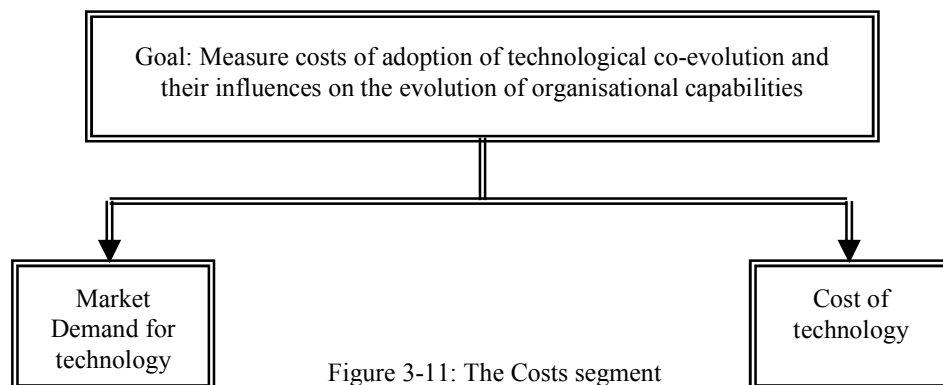 Goal: Measure costs of adoption of technological co-evolution and
their influences on the evolution of organisational capabilities
Market
Demand for
technology
Cost of
technology
Figure 3-11: The Costs segment